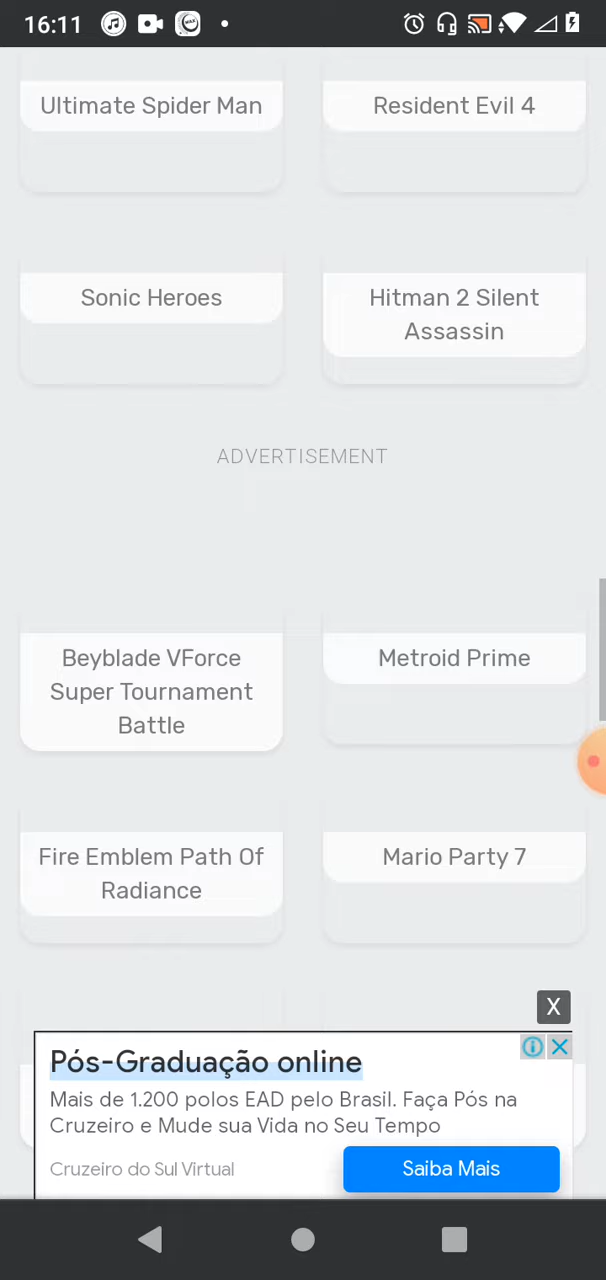 16:11
Ultimate Spider Man
Resident Evil 4
Sonic Heroes
Hitman 2 Silent
Assassin
ADVERTISEMENT
Beyblade VForce
Super Tournament
Battle
Metroid Prime
Fire Emblem Path Of
Radiance
Mario Party 7
X
Pós-Graduação online
Mais de 1.200 polos EAD pelo Brasil. Faça Pós na
Cruzeiro e Mude sua Vida no Seu Tempo
Cruzeiro do Sul Virtual
Saiba Mais